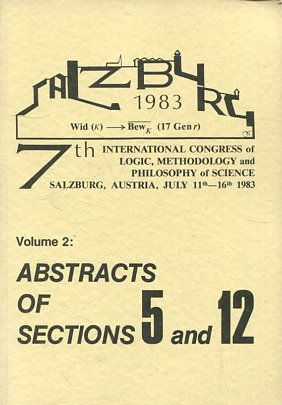 SALZBURG
1983
Wid (κ) ⟶ B̅e̅w̅_κ̅ (17 Gen r)
7th INTERNATIONAL CONGRESS of
LOGIC, METHODOLOGY and
PHILOSOPHY of SCIENCE
SALZBURG, AUSTRIA, JULY 11th—16th 1983
Volume 2:
ABSTRACTS
OF
SECTIONS 5 and 12